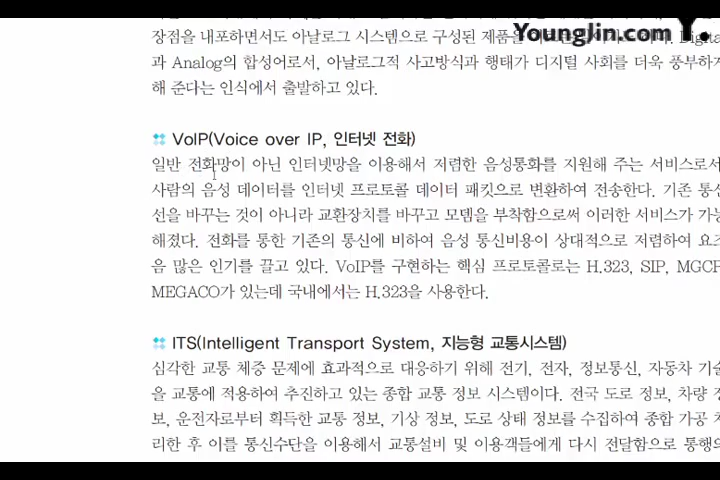 Younglin.com
장점을 내포하면서도 아날로그 시스템으로 구성된 제품을
과 Analog의 합성어로서, 아날로그적 사고방식과 행태가 디지털 사회를 더욱 풍부하게
해 준다는 인식에서 출발하고 있다.
VoIP(Voice over IP, 인터넷 전화)
일반 전화망이 아닌 인터넷망을 이용해서 저렴한 음성통화를 지원해 주는 서비스로서
사람의 음성 데이터를 인터넷 프로토콜 데이터 패킷으로 변환하여 전송한다. 기존 통신
선을 바꾸는 것이 아니라 교환장치를 바꾸고 모뎀을 부착함으로써 이러한 서비스가 가능
해졌다. 전화를 통한 기존의 통신에 비하여 음성 통신비용이 상대적으로 저렴하여 요즈
음 많은 인기를 끌고 있다. VoIP를 구현하는 핵심 프로토콜로는 H.323, SIP, MGCP
MEGACO가 있는데 국내에서는 H.323을 사용한다.
ITS(Intelligent Transport System, 지능형 교통시스템)
심각한 교통 체증 문제에 효과적으로 대응하기 위해 전기, 전자, 정보통신, 자동차 기술
을 교통에 적용하여 추진하고 있는 종합 교통 정보 시스템이다. 전국 도로 정보, 차량 정
보, 운전자로부터 획득한 교통 정보, 기상 정보, 도로 상태 정보를 수집하여 종합 가공 처
리한 후 이를 통신수단을 이용해서 교통설비 및 이용객들에게 다시 전달함으로 통행의